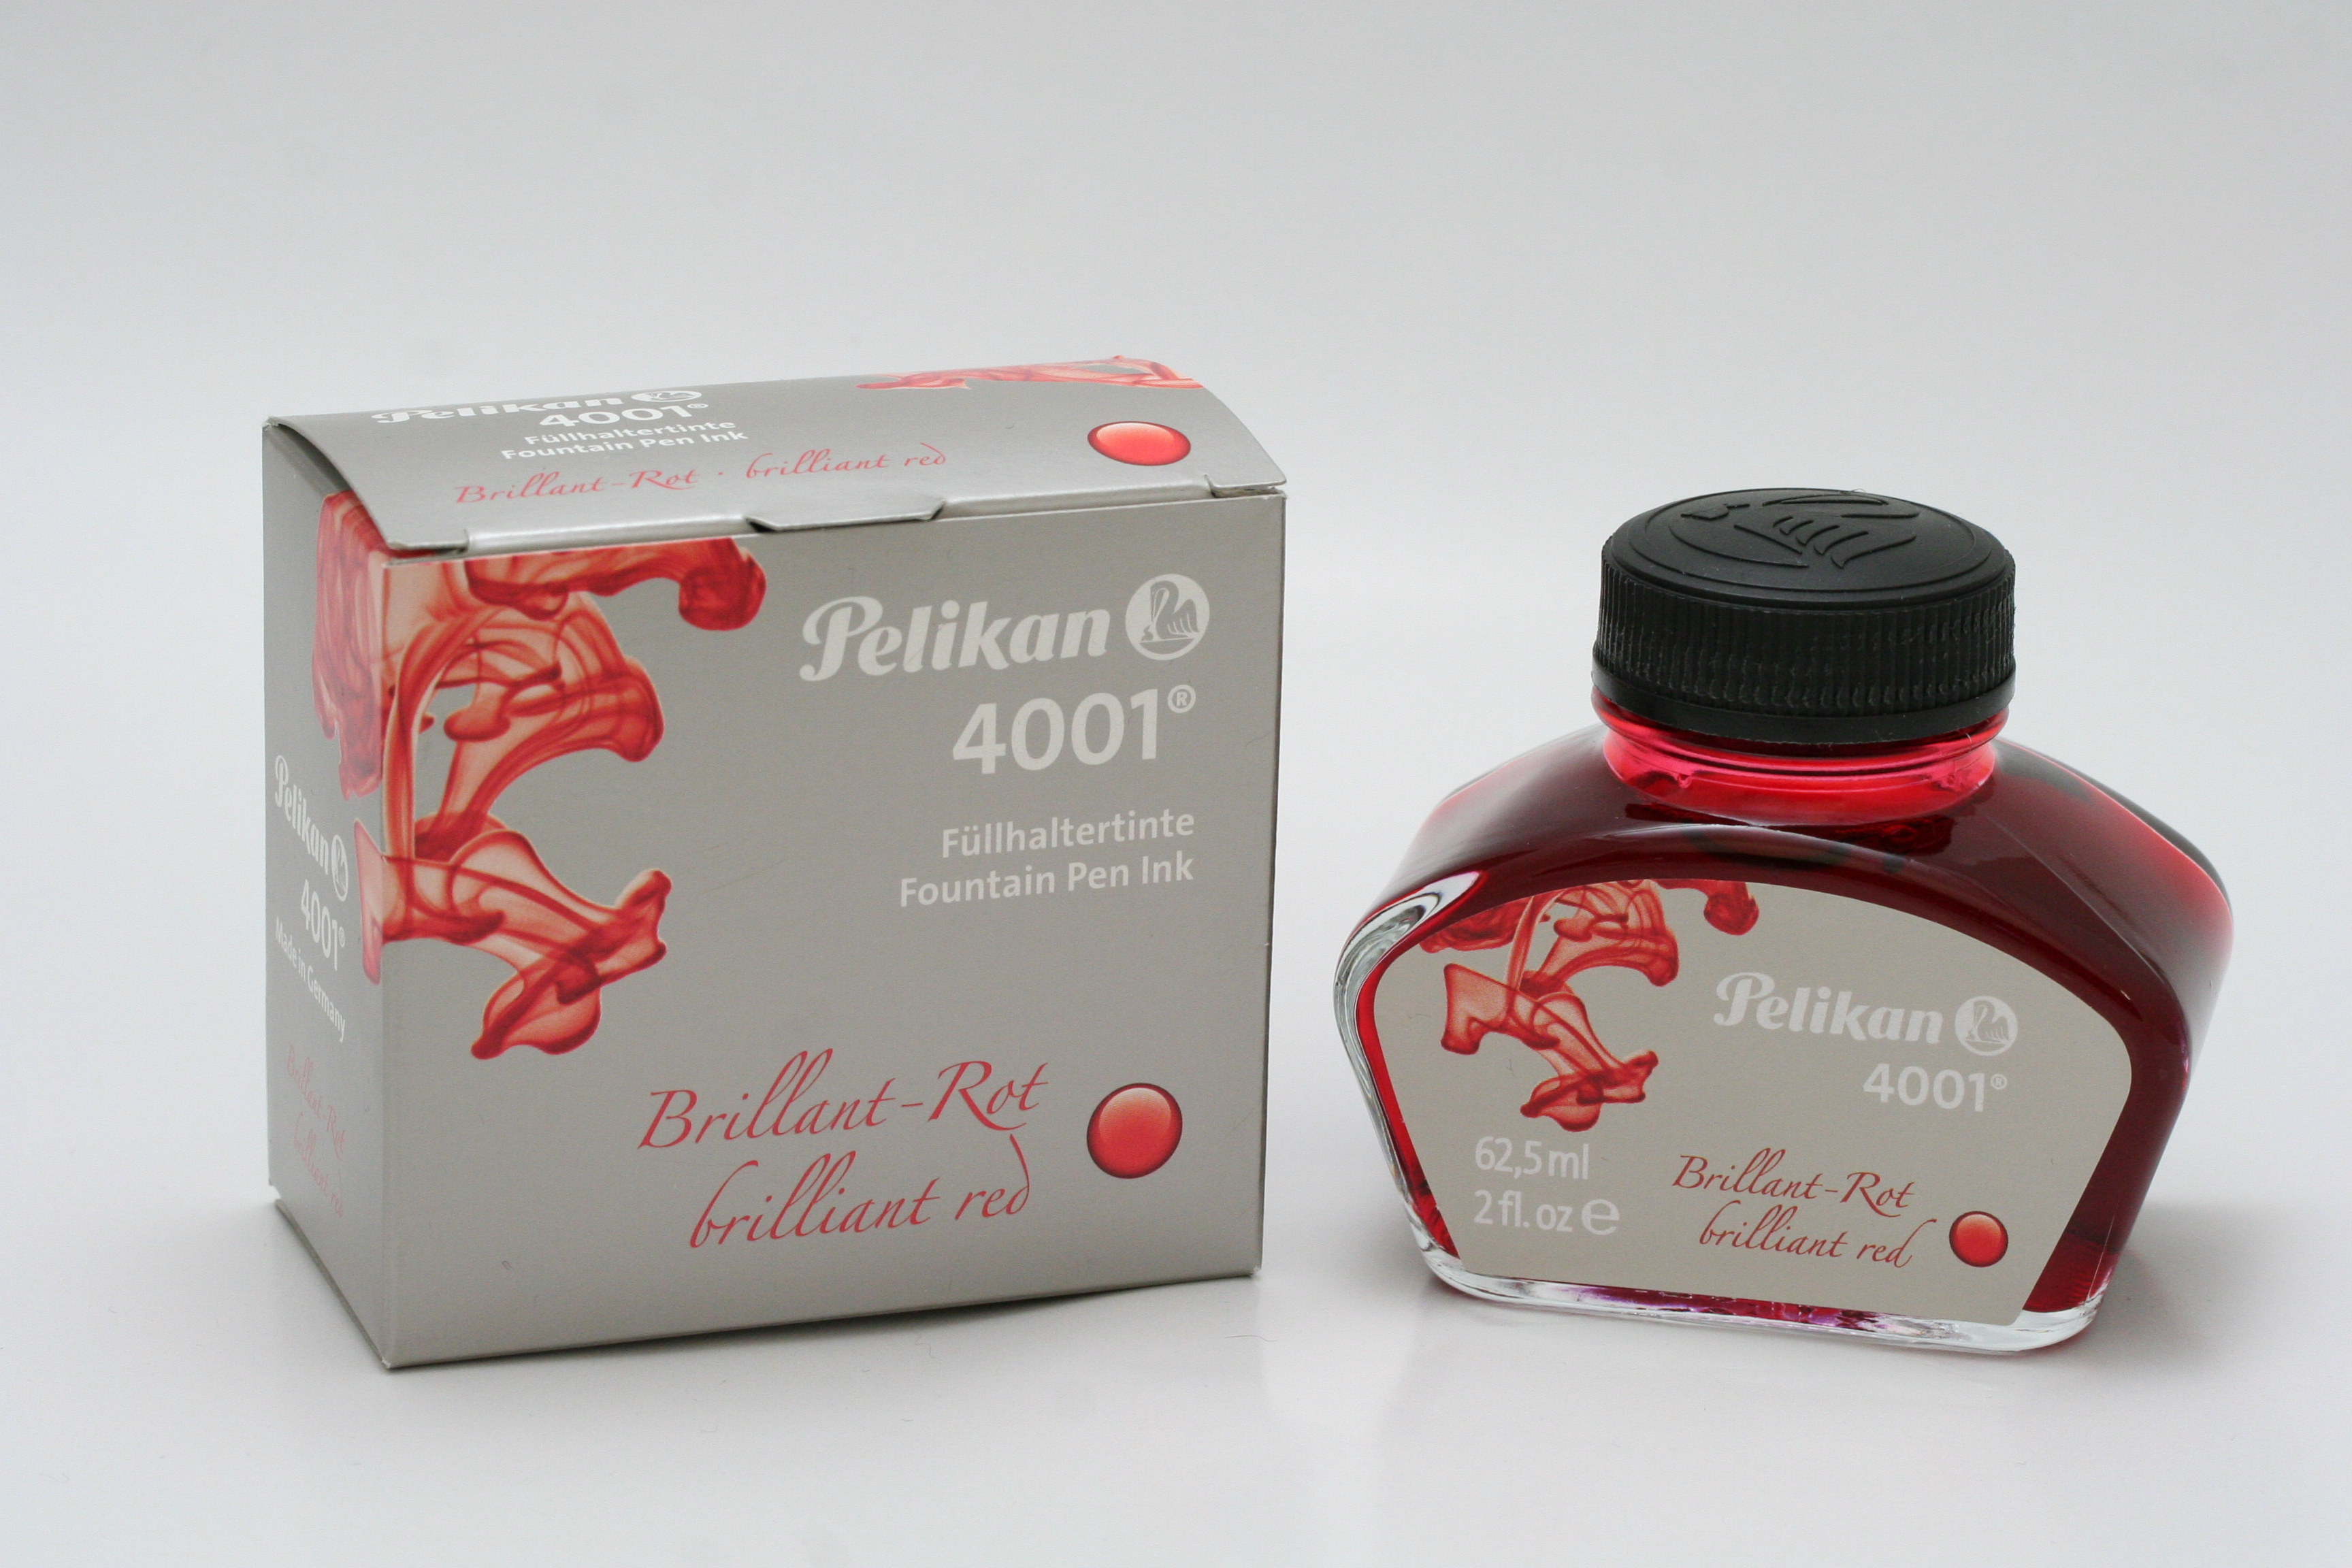 Pelikan
4001®
Füllhaltertinte
Fountain Pen Ink
Brillant-Rot · brilliant red
Pelikan
4001®
Made in Germany
Brillant-Rot
brilliant red
Pelikan
4001®
Füllhaltertinte
Fountain Pen Ink
Brillant-Rot
brilliant red
Pelikan
4001®
62,5 ml
2 fl. oz ℮
Brillant-Rot
brilliant red